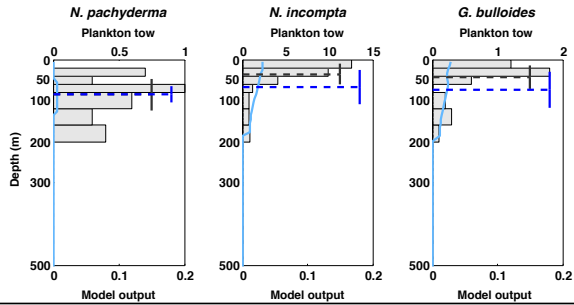 N. pachyderma N. incompta G. bulloides
Plankton tow Plankton tow Plankton tow
0 0.5 1 0 5 10 15 0 1 2
0 0 0
50 50 50
100 100 100
200 200 200
300 300 300
500 500 500
Depth (m)
0 0.1 0.2 0 0.1 0.2 0 0.1 0.2
Model output Model output Model output